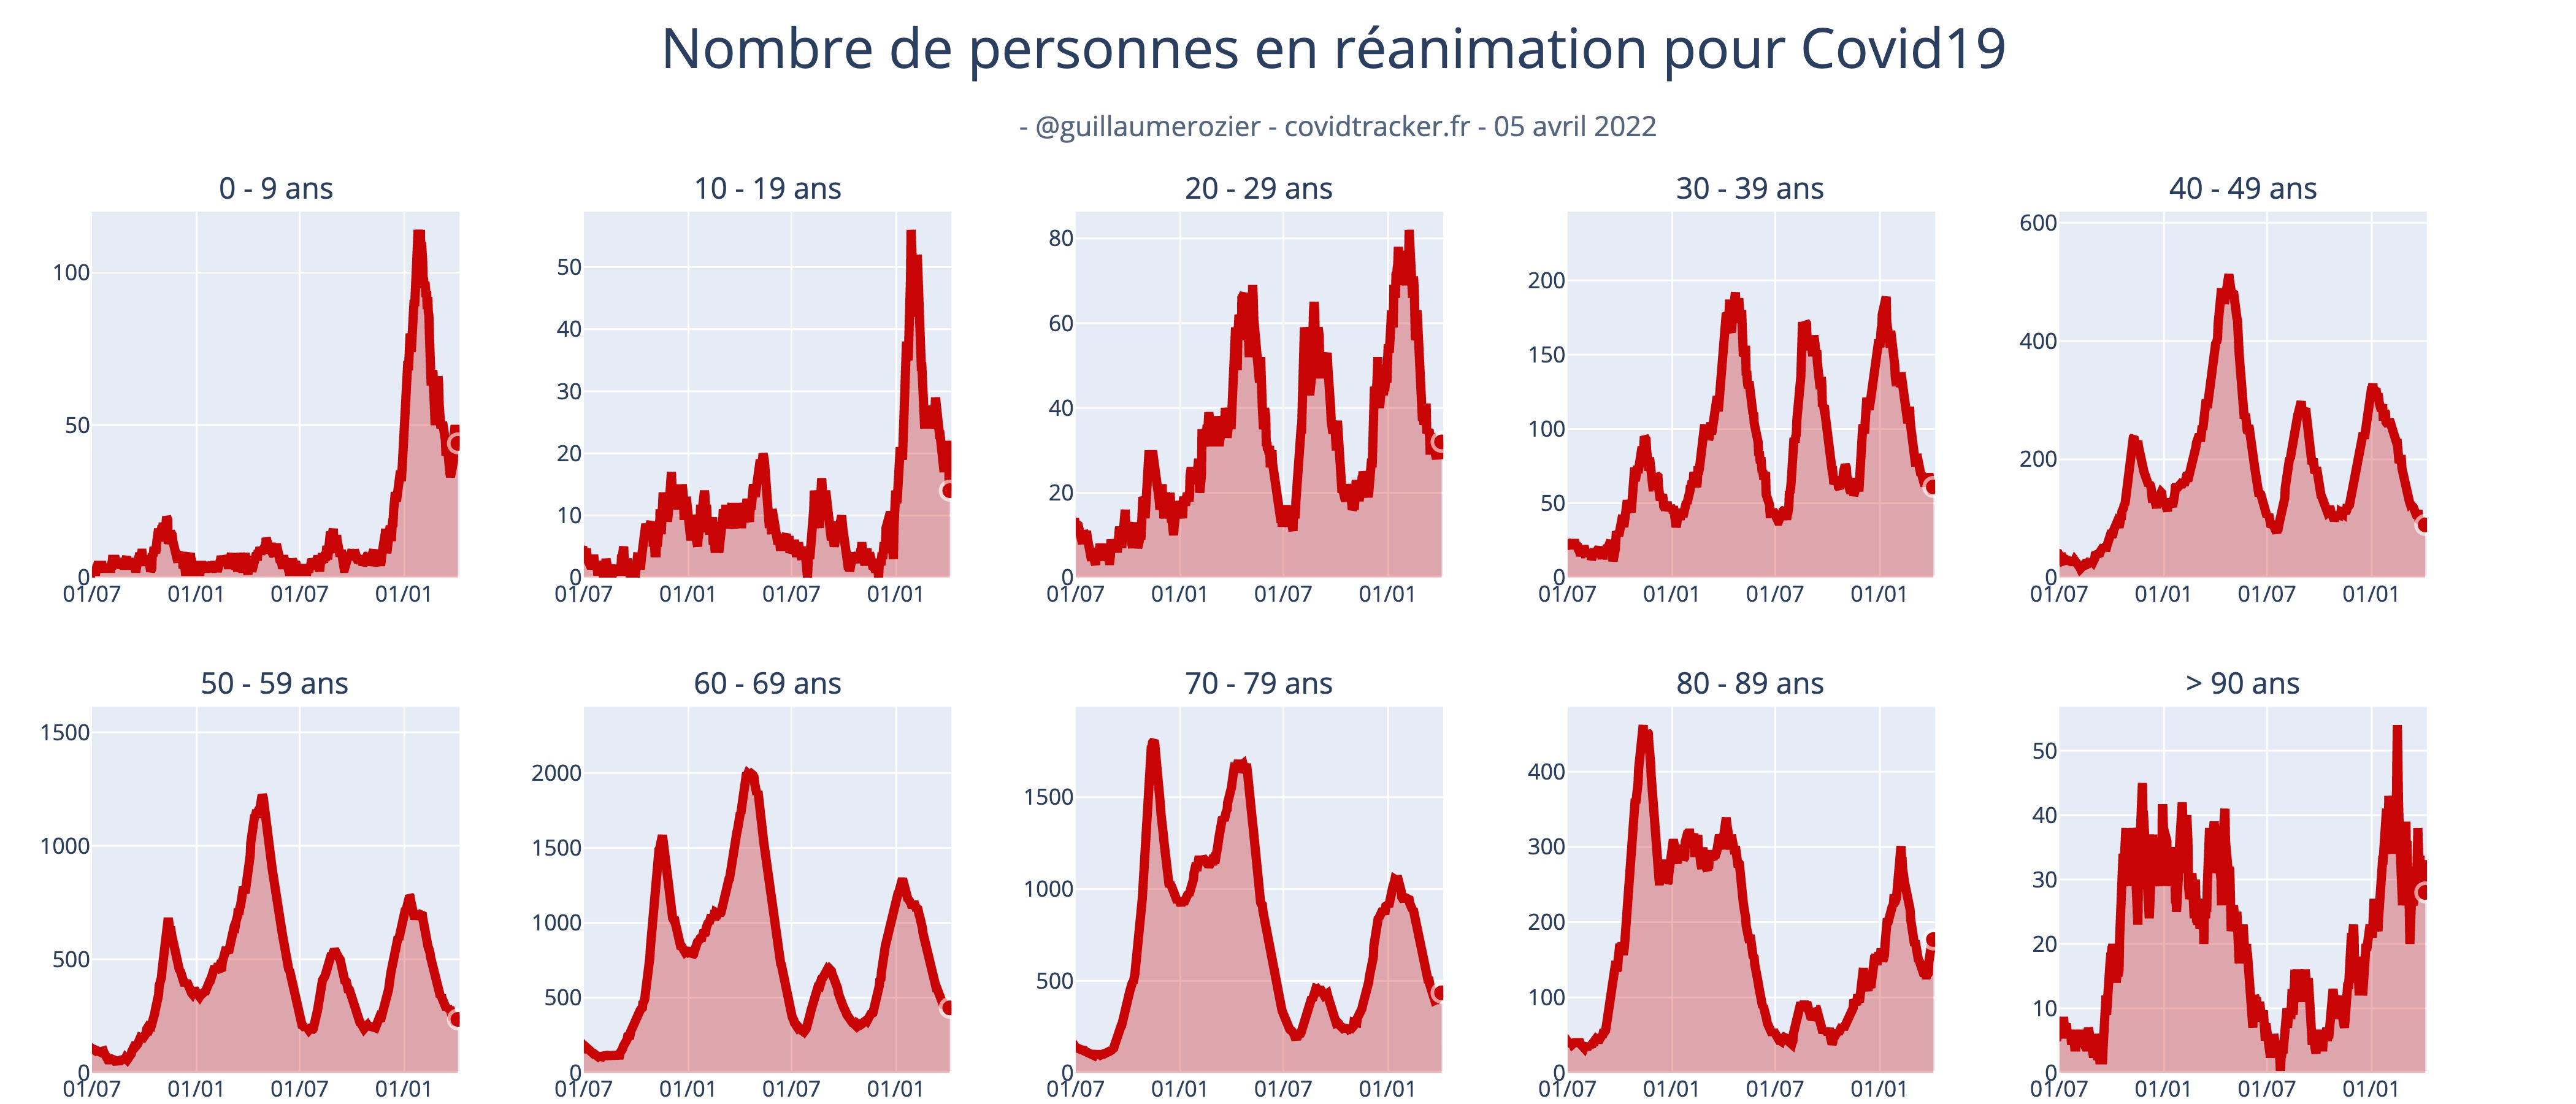 Nombre de personnes en réanimation pour Covid19
- @guillaumerozier - covidtracker.fr - 05 avril 2022
0 - 9 ans
100
50
0
01/07 01/01 01/07 01/01
10 - 19 ans
50
40
30
20
10
0
01/07 01/01 01/07 01/01
20 - 29 ans
80
60
40
20
0
01/07 01/01 01/07 01/01
30 - 39 ans
200
150
100
50
0
01/07 01/01 01/07 01/01
40 - 49 ans
600
400
200
0
01/07 01/01 01/07 01/01
50 - 59 ans
1500
1000
500
0
01/07 01/01 01/07 01/01
60 - 69 ans
2000
1500
1000
500
0
01/07 01/01 01/07 01/01
70 - 79 ans
1500
1000
500
0
01/07 01/01 01/07 01/01
80 - 89 ans
400
300
200
100
0
01/07 01/01 01/07 01/01
> 90 ans
50
40
30
20
10
0
01/07 01/01 01/07 01/01